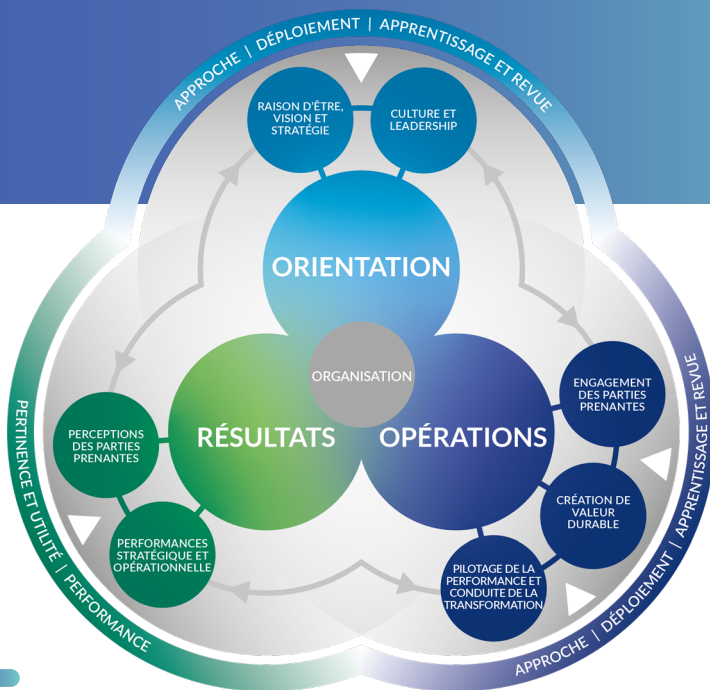 APPROCHE | DÉPLOIEMENT | APPRENTISSAGE ET REVUE
RAISON D'ÊTRE,
VISION ET
STRATÉGIE
CULTURE ET
LEADERSHIP
ORIENTATION
ORGANISATION
RÉSULTATS
OPÉRATIONS
ENGAGEMENT
DES PARTIES
PRENANTES
CRÉATION DE
VALEUR
DURABLE
PILOTAGE DE LA
PERFORMANCE ET
CONDUITE DE LA
TRANSFORMATION
APPROCHE | DÉPLOIEMENT | APPRENTISSAGE ET REVUE
PERCEPTIONS
DES PARTIES
PRENANTES
PERFORMANCES
STRATÉGIQUE ET
OPÉRATIONNELLE
PERTINENCE ET UTILITÉ | PERFORMANCE